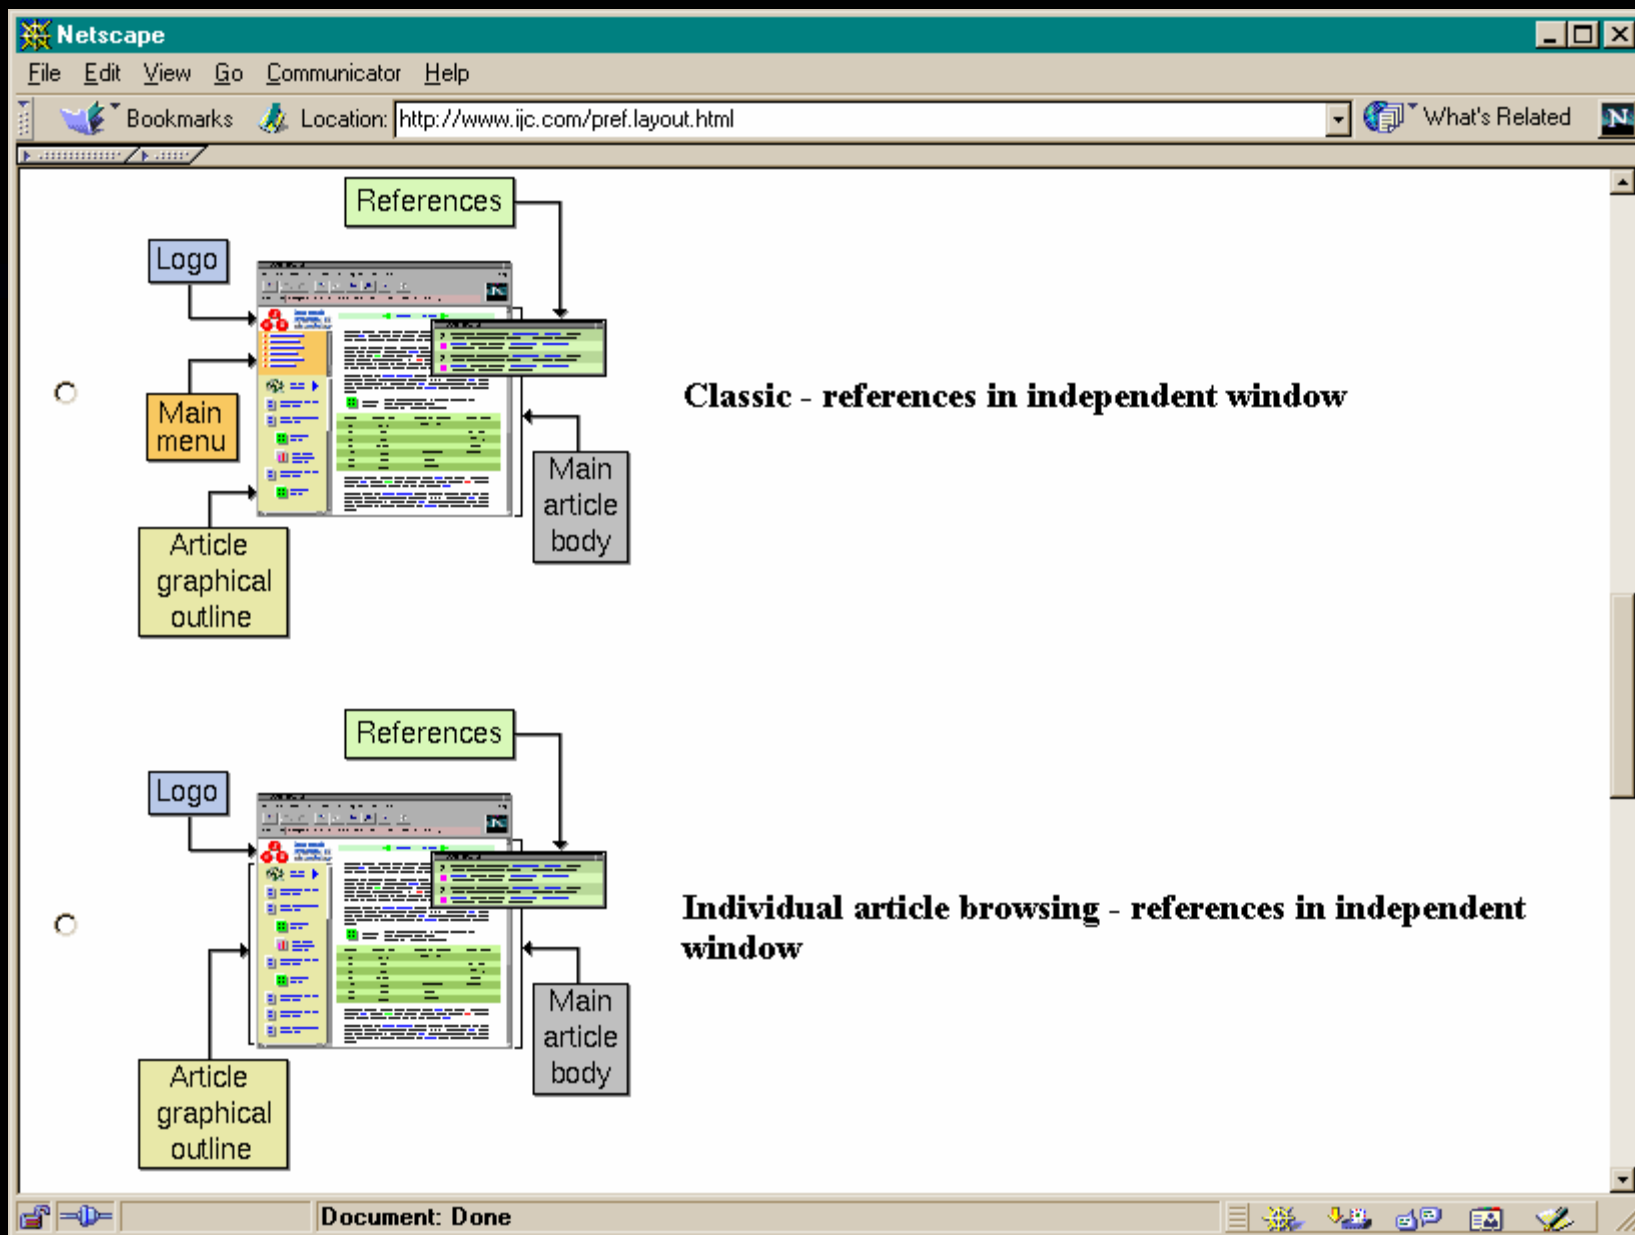 Netscape
File Edit View Go Communicator Help
Bookmarks Location: http://www.ijc.com/pref.layout.html What's Related N
References
Logo
Main
menu
Article
graphical
outline
Main
article
body
Classic - references in independent window
References
Logo
Article
graphical
outline
Main
article
body
Individual article browsing - references in independent
window
Document: Done